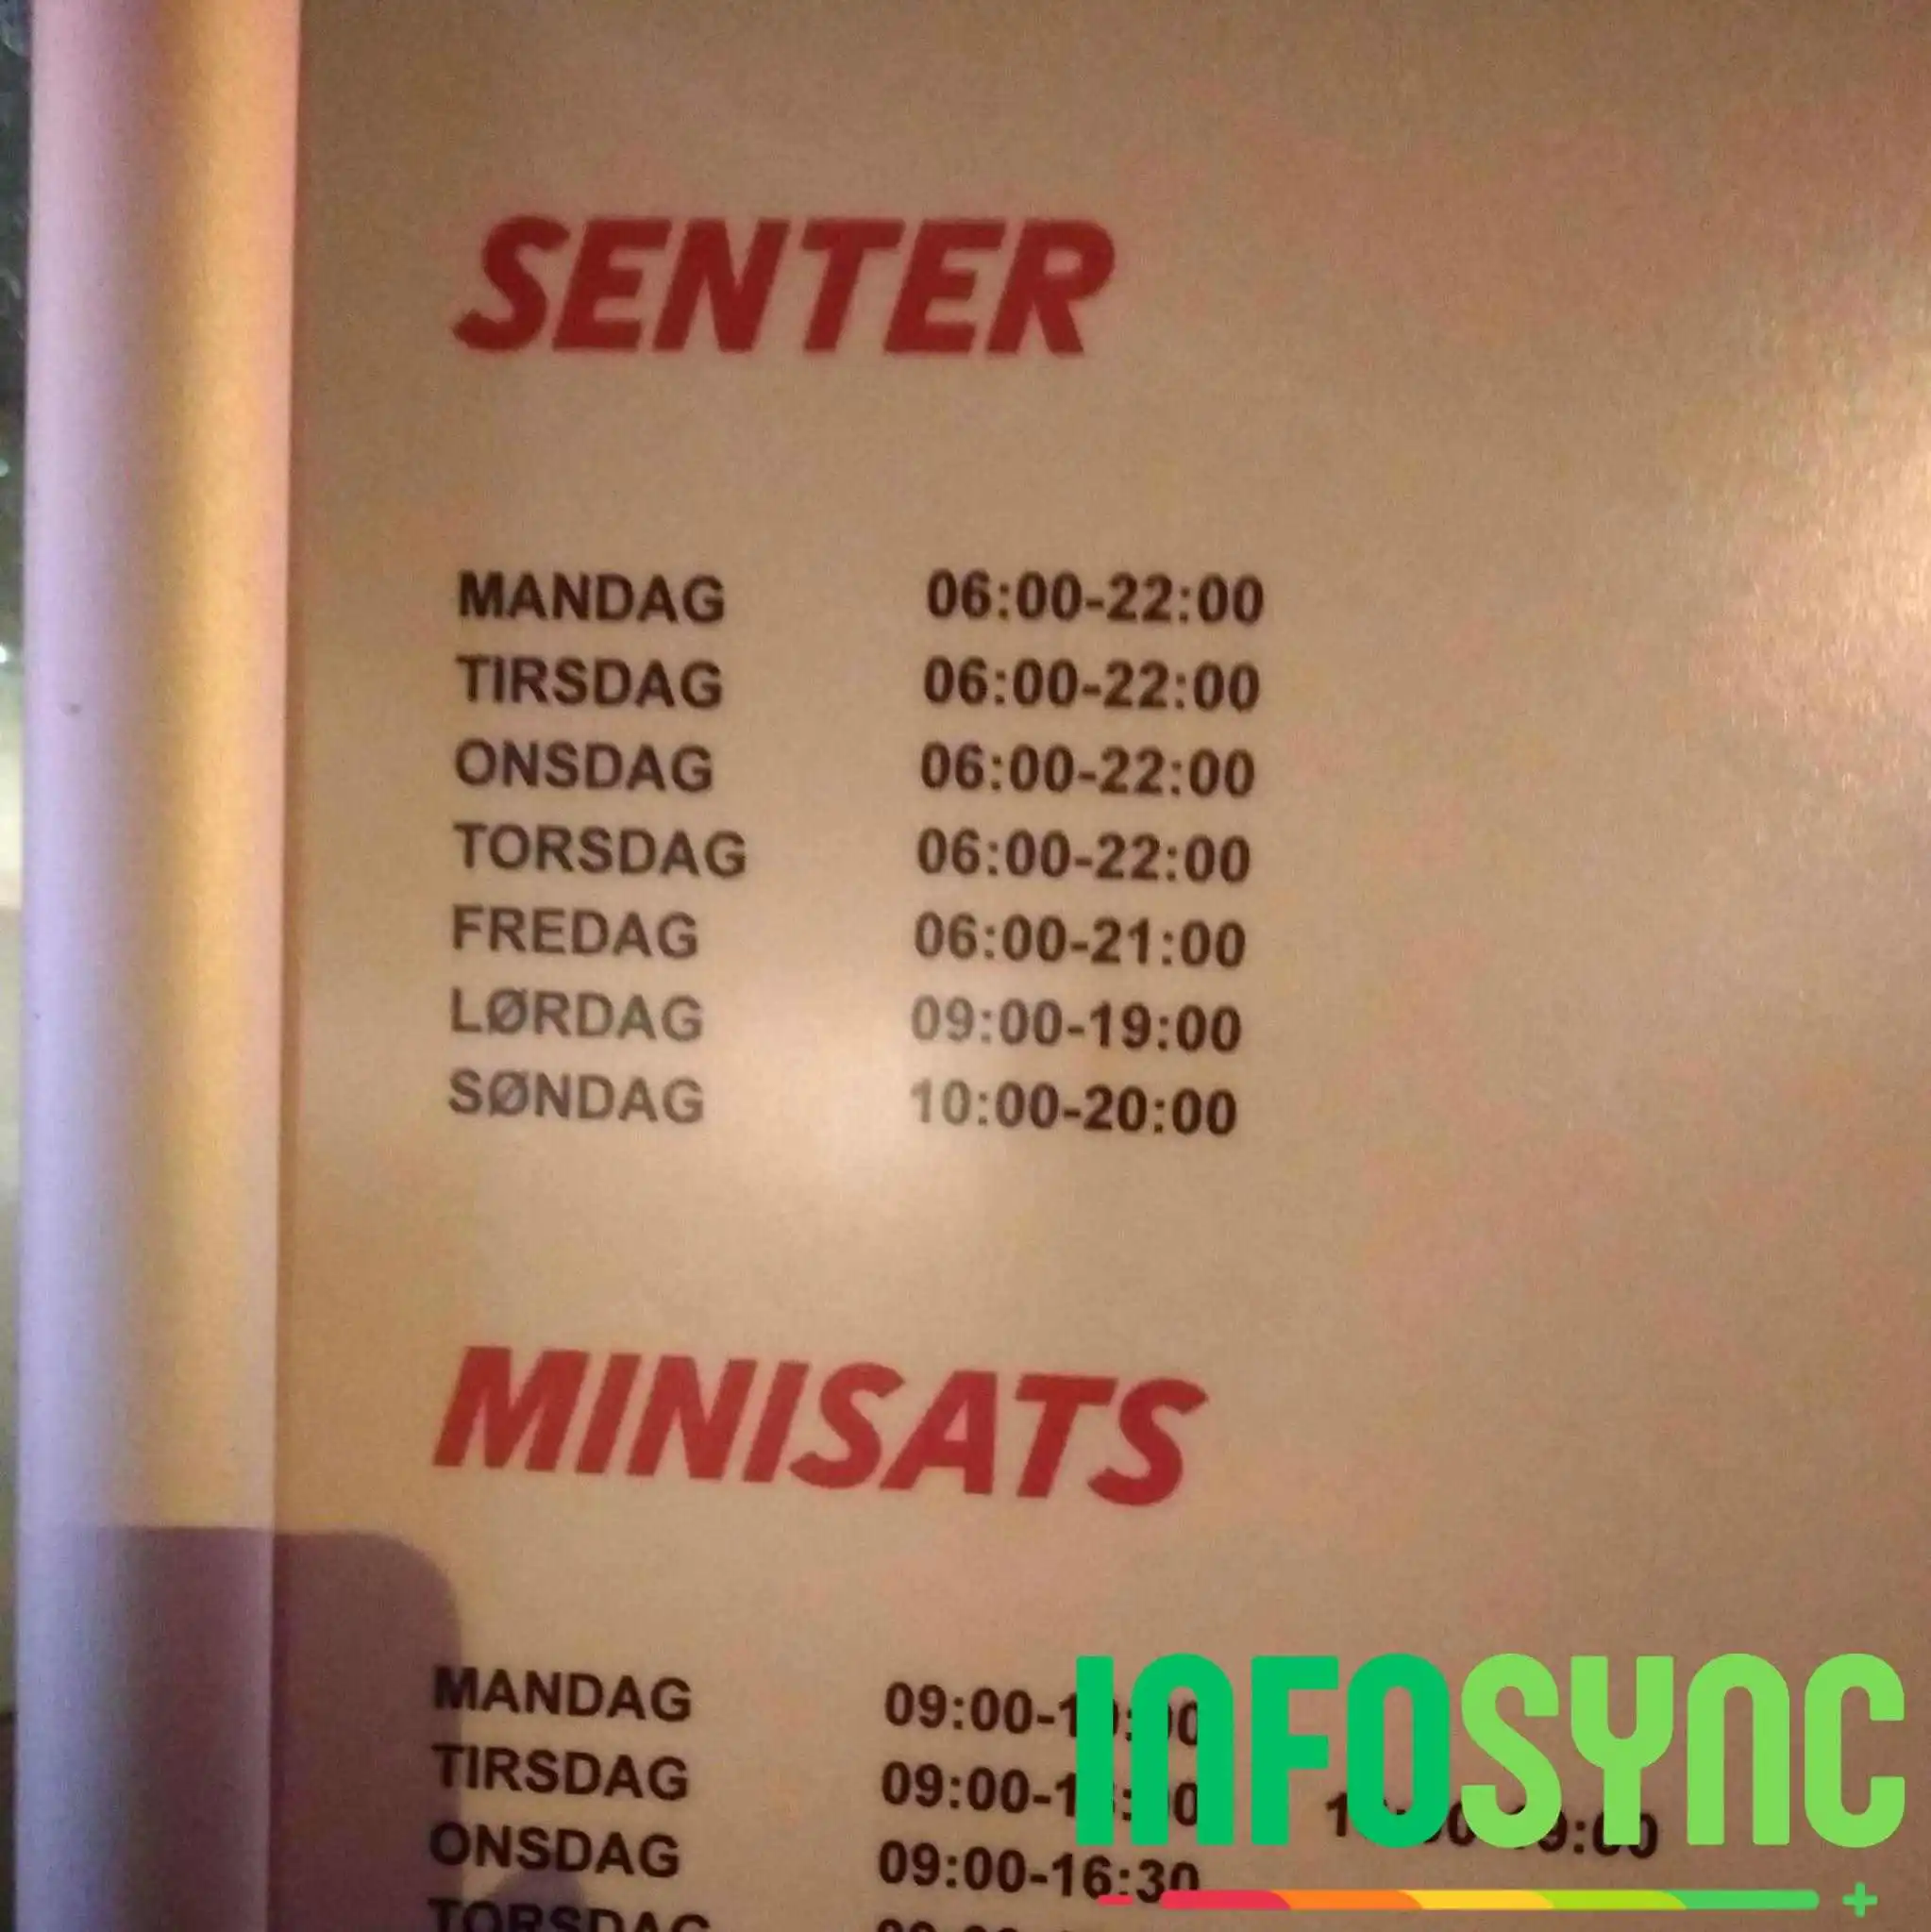 SENTER
MANDAG 06:00-22:00
TIRSDAG 06:00-22:00
ONSDAG 06:00-22:00
TORSDAG 06:00-22:00
FREDAG 06:00-21:00
LØRDAG 09:00-19:00
SØNDAG 10:00-20:00
MINISATS
MANDAG
TIRSDAG
ONSDAG 09:00-16:30
TORSDAG
INFOSYNC